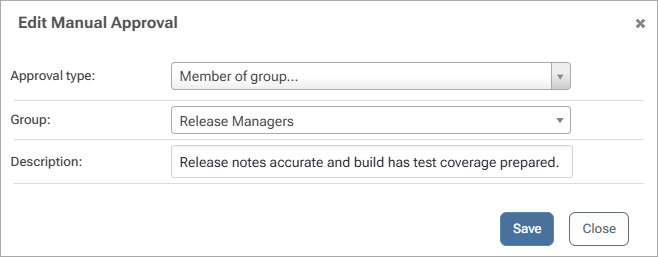 Edit Manual Approval
Approval type:
Member of group...
Group:
Release Managers
Description:
Release notes accurate and build has test coverage prepared.
Save
Close